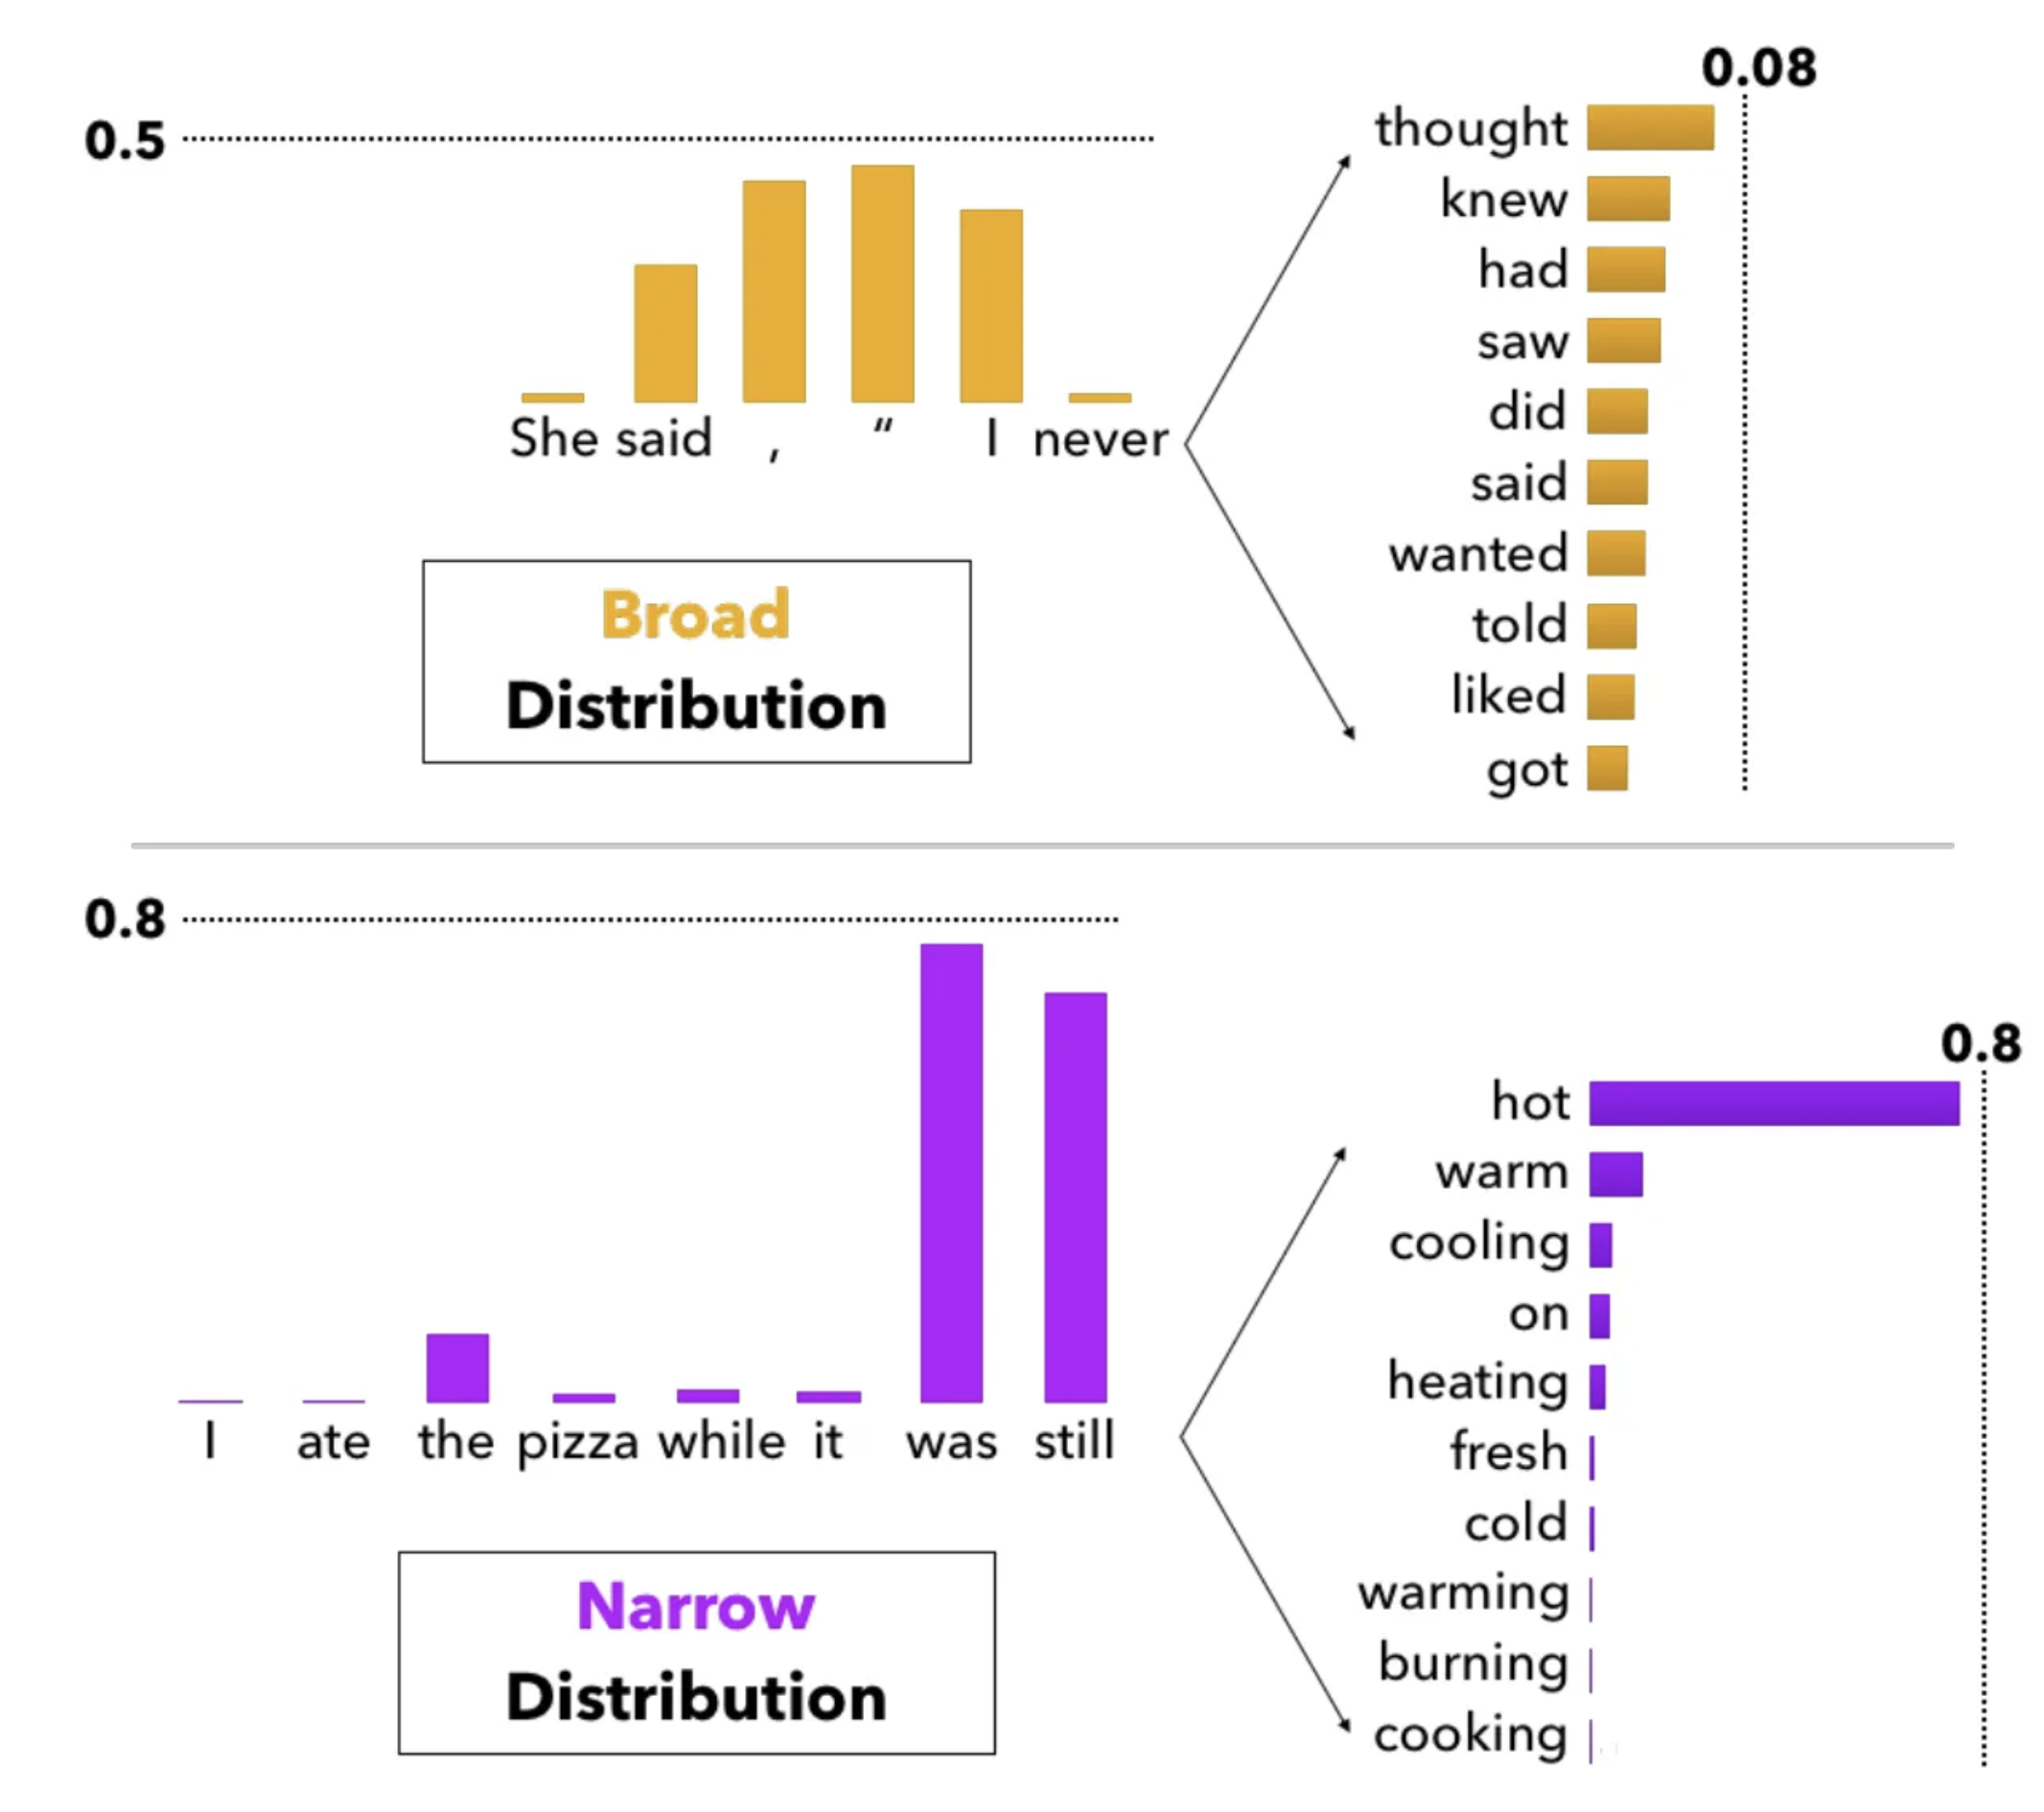 0.5
She said , “ I never
Broad
Distribution
0.08
thought
knew
had
saw
did
said
wanted
told
liked
got
0.8
I ate the pizza while it was still
Narrow
Distribution
0.8
hot
warm
cooling
on
heating
fresh
cold
warming
burning
cooking